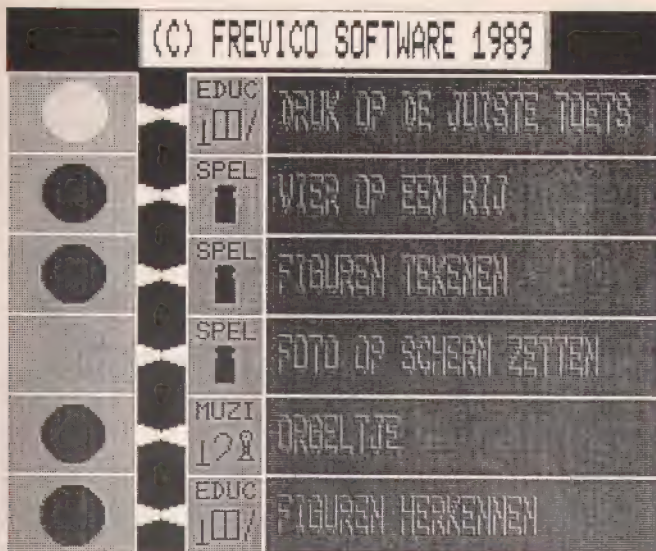 (C) FREVICO SOFTWARE 1989
EDUC DRUK OP DE JUISTE TOETS
SPEL VIER OP EEN RIJ
SPEL FIGUREN TEKENEN
SPEL FOTO OP SCHERM ZETTEN
MUZI ORGELTJE
EDUC FIGUREN HERKENNEN